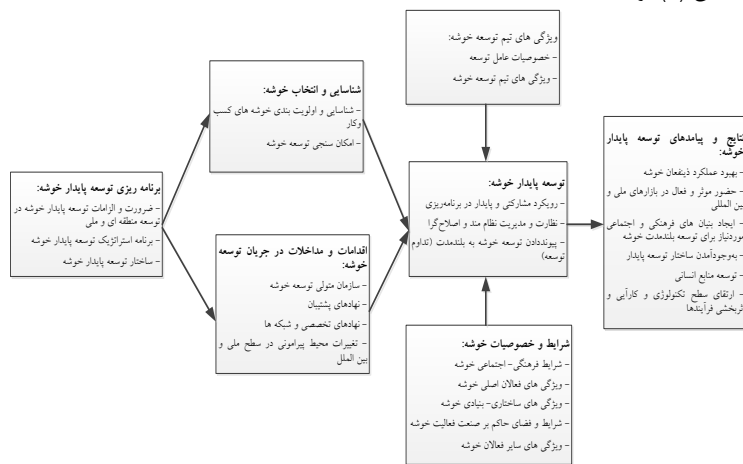 ویژگی های تیم توسعه خوشه:
- خصوصیات عامل توسعه
- ویژگی های تیم توسعه خوشه
شناسایی و انتخاب خوشه:
- شناسایی و اولویت بندی خوشه های کسب
وکار
- امکان سنجی توسعه خوشه
نتایج و پیامدهای توسعه پایدار
خوشه:
- بهبود عملکرد ذینفعان خوشه
- حضور موثر و فعال در بازارهای ملی و
بین المللی
- ایجاد بنیان های فرهنگی و اجتماعی
موردنیاز برای توسعه بلندمدت خوشه
- به‌وجودآمدن ساختار توسعه پایدار
- توسعه منابع انسانی
- ارتقای سطح تکنولوژی و کارآیی و
ثربخشی فرآیندها
برنامه ریزی توسعه پایدار خوشه:
- ضرورت و الزامات توسعه پایدار خوشه در
توسعه منطقه ای و ملی
- برنامه استراتژیک توسعه پایدار خوشه
- ساختار توسعه پایدار خوشه
توسعه پایدار خوشه:
- رویکرد مشارکتی و پایدار در برنامه‌ریزی
- نظارت و مدیریت نظام مند و اصلاح‌گرا
- پیونددادن توسعه خوشه به بلندمدت (تداوم
توسعه)
اقدامات و مداخلات در جریان توسعه
خوشه:
- سازمان متولی توسعه خوشه
- نهادهای پشتیبان
- نهادهای تخصصی و شبکه ها
- تغییرات محیط پیرامونی در سطح ملی و
بین الملل
شرایط و خصوصیات خوشه:
- شرایط فرهنگی- اجتماعی خوشه
- ویژگی های فعالان اصلی خوشه
- ویژگی های ساختاری- بنیادی خوشه
- شرایط و فضای حاکم بر صنعت فعالیت خوشه
- ویژگی های سایر فعالان خوشه